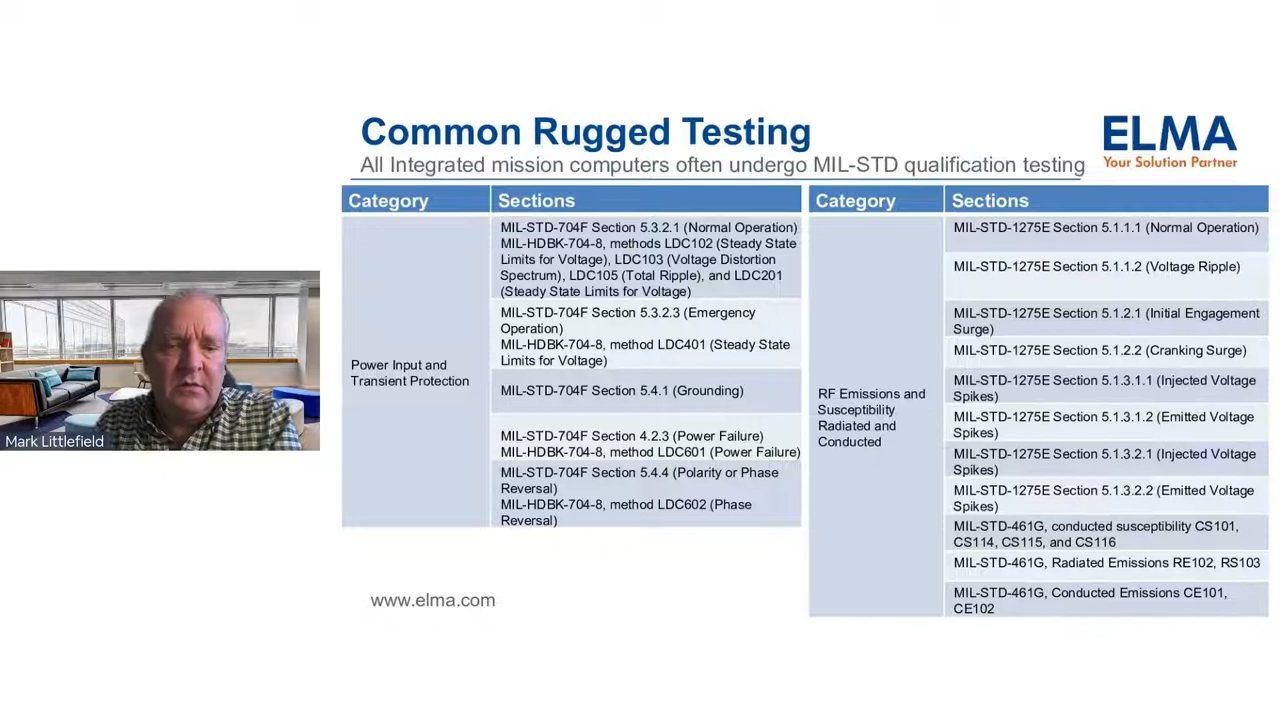 Common Rugged Testing
All Integrated mission computers often undergo MIL-STD qualification testing
ELMA
Your Solution Partner
Category
Sections
Power Input and
Transient Protection
MIL-STD-704F Section 5.3.2.1 (Normal Operation)
MIL-HDBK-704-8, methods LDC102 (Steady State
Limits for Voltage), LDC103 (Voltage Distortion
Spectrum), LDC105 (Total Ripple), and LDC201
(Steady State Limits for Voltage)
MIL-STD-704F Section 5.3.2.3 (Emergency
Operation)
MIL-HDBK-704-8, method LDC401 (Steady State
Limits for Voltage)
MIL-STD-704F Section 5.4.1 (Grounding)
MIL-STD-704F Section 4.2.3 (Power Failure)
MIL-HDBK-704-8, method LDC601 (Power Failure)
MIL-STD-704F Section 5.4.4 (Polarity or Phase
Reversal)
MIL-HDBK-704-8, method LDC602 (Phase
Reversal)
Category
Sections
RF Emissions and
Susceptibility
Radiated and
Conducted
MIL-STD-1275E Section 5.1.1.1 (Normal Operation)
MIL-STD-1275E Section 5.1.1.2 (Voltage Ripple)
MIL-STD-1275E Section 5.1.2.1 (Initial Engagement
Surge)
MIL-STD-1275E Section 5.1.2.2 (Cranking Surge)
MIL-STD-1275E Section 5.1.3.1.1 (Injected Voltage
Spikes)
MIL-STD-1275E Section 5.1.3.1.2 (Emitted Voltage
Spikes)
MIL-STD-1275E Section 5.1.3.2.1 (Injected Voltage
Spikes)
MIL-STD-1275E Section 5.1.3.2.2 (Emitted Voltage
Spikes)
MIL-STD-461G, conducted susceptibility CS101,
CS114, CS115, and CS116
MIL-STD-461G, Radiated Emissions RE102, RS103
MIL-STD-461G, Conducted Emissions CE101,
CE102
Mark Littlefield
www.elma.com